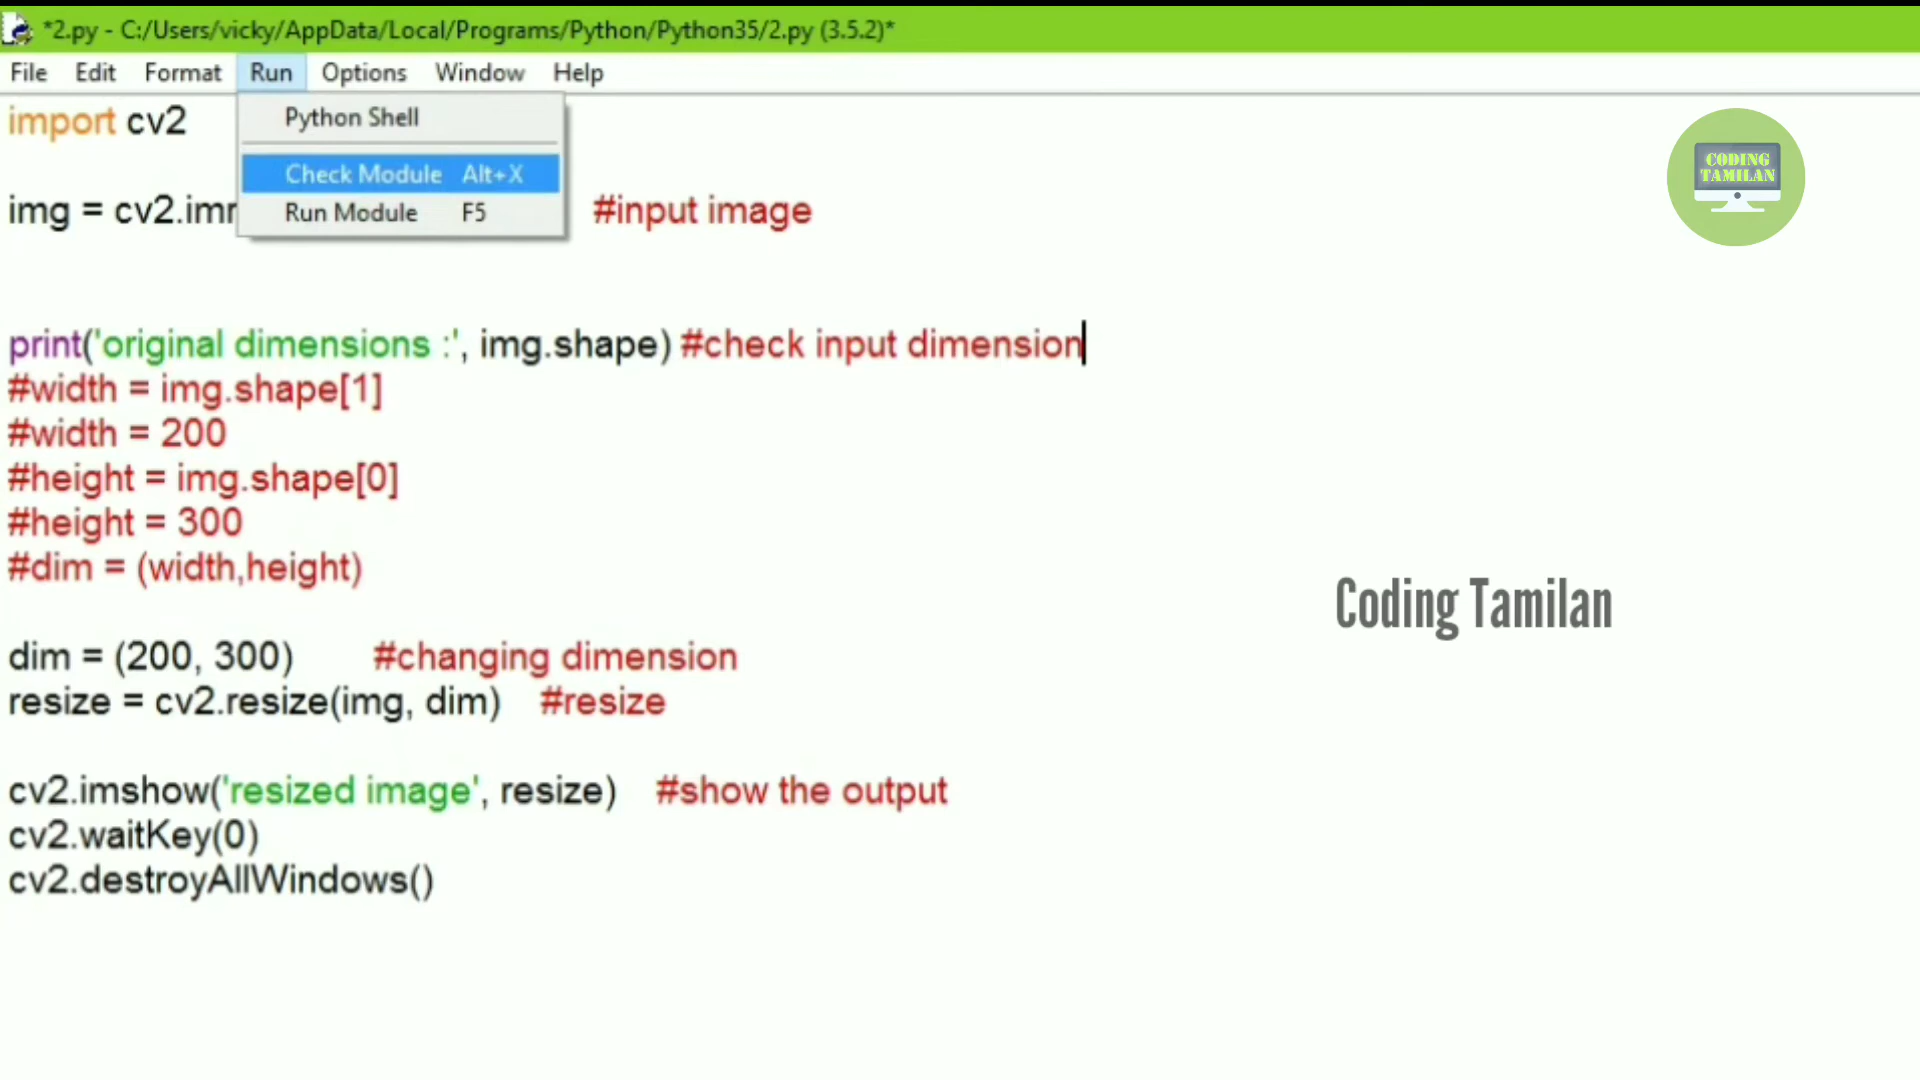 *2.py - C:/Users/vicky/AppData/Local/Programs/Python/Python35/2.py (3.5.2)*
File Edit Format Run Options Window Help
Python Shell
Check Module Alt+X
Run Module F5
import cv2
img = cv2.imr #input image
print('original dimensions :', img.shape) #check input dimension
#width = img.shape[1]
#width = 200
#height = img.shape[0]
#height = 300
#dim = (width,height)
dim = (200, 300) #changing dimension
resize = cv2.resize(img, dim) #resize
cv2.imshow('resized image', resize) #show the output
cv2.waitKey(0)
cv2.destroyAllWindows()
CODING
TAMILAN
Coding Tamilan